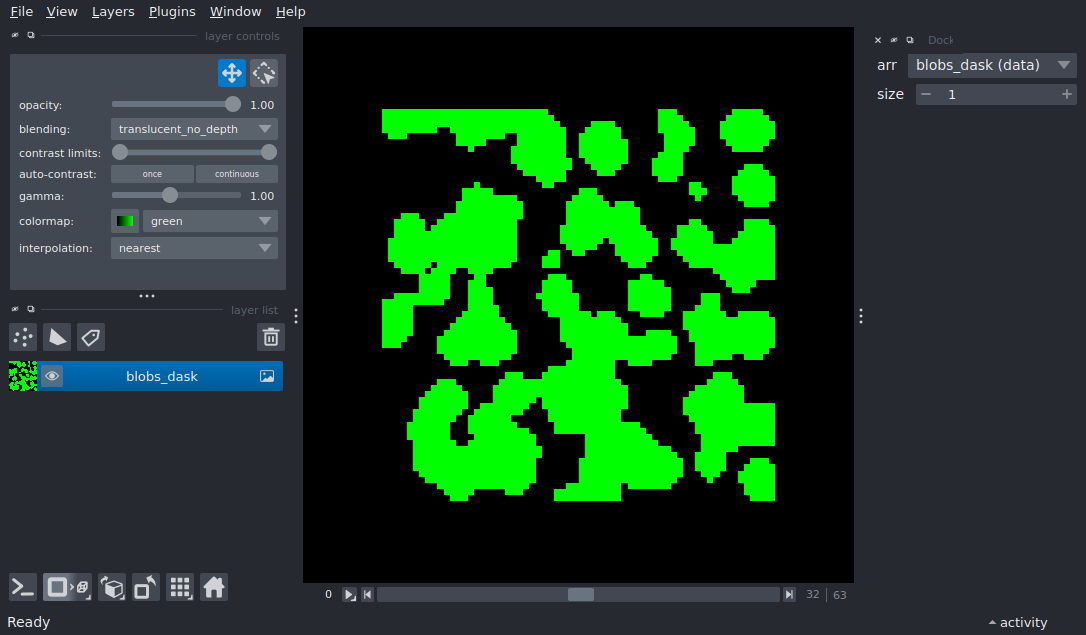 File View Layers Plugins Window Help
layer controls
opacity: 1.00
blending: translucent_no_depth
contrast limits:
auto-contrast: once continuous
gamma: 1.00
colormap: green
interpolation: nearest
layer list
blobs_dask
Dock
arr blobs_dask (data)
size 1
0 32 63
Ready
activity